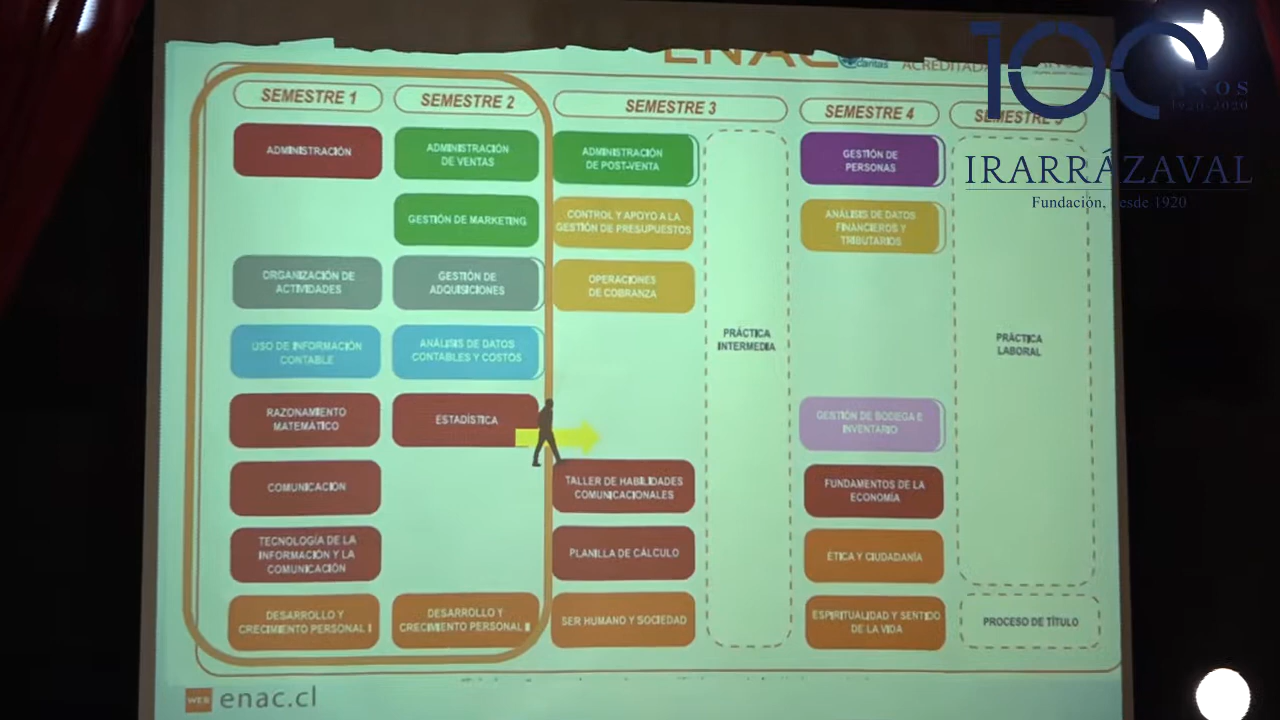 ENAC
caritas
ACREDITADA
100
AÑOS
1920-2020
IRARRÁZAVAL
Fundación, desde 1920
SEMESTRE 1
SEMESTRE 2
SEMESTRE 3
SEMESTRE 4
SEMESTRE 5
ADMINISTRACIÓN
ADMINISTRACIÓN
DE VENTAS
ADMINISTRACIÓN
DE POST-VENTA
GESTIÓN DE
PERSONAS
GESTIÓN DE MARKETING
CONTROL Y APOYO A LA
GESTIÓN DE PRESUPUESTOS
ANÁLISIS DE DATOS
FINANCIEROS Y
TRIBUTARIOS
ORGANIZACIÓN DE
ACTIVIDADES
GESTIÓN DE
ADQUISICIONES
OPERACIONES
DE COBRANZA
USO DE INFORMACIÓN
CONTABLE
ANÁLISIS DE DATOS
CONTABLES Y COSTOS
PRÁCTICA
INTERMEDIA
PRÁCTICA
LABORAL
RAZONAMIENTO
MATEMÁTICO
ESTADÍSTICA
GESTIÓN DE BODEGA E
INVENTARIO
COMUNICACIÓN
TALLER DE HABILIDADES
COMUNICACIONALES
FUNDAMENTOS DE LA
ECONOMÍA
TECNOLOGÍA DE LA
INFORMACIÓN Y LA
COMUNICACIÓN
PLANILLA DE CÁLCULO
ÉTICA Y CIUDADANÍA
DESARROLLO Y
CRECIMIENTO PERSONAL I
DESARROLLO Y
CRECIMIENTO PERSONAL II
SER HUMANO Y SOCIEDAD
ESPIRITUALIDAD Y SENTIDO
DE LA VIDA
PROCESO DE TÍTULO
WEB
enac.cl